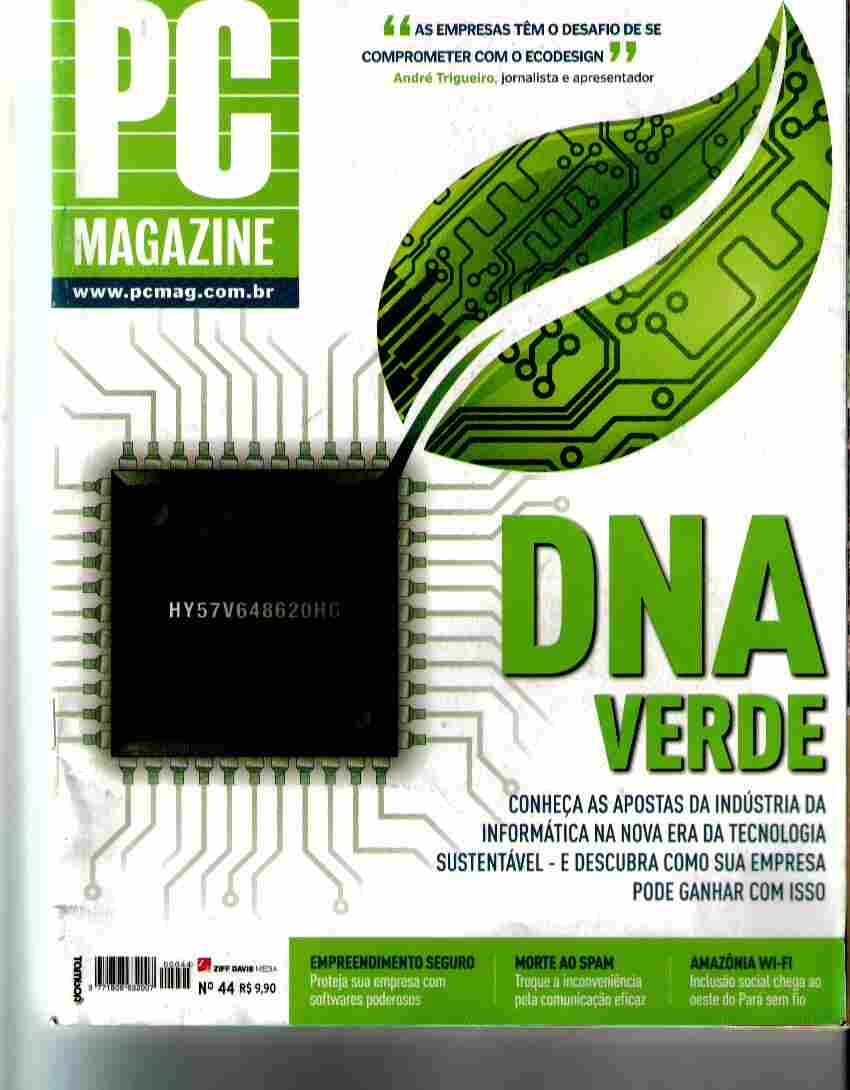 PC
MAGAZINE
www.pcmag.com.br
“AS EMPRESAS TÊM O DESAFIO DE SE
COMPROMETER COM O ECODESIGN”
André Trigueiro, jornalista e apresentador
HY57V648620HG
DNA
VERDE
CONHEÇA AS APOSTAS DA INDÚSTRIA DA
INFORMÁTICA NA NOVA ERA DA TECNOLOGIA
SUSTENTÁVEL - E DESCUBRA COMO SUA EMPRESA
PODE GANHAR COM ISSO
00044
ZIFF DAVIS MEDIA
Nº 44 R$ 9,90
EMPREENDIMENTO SEGURO
Proteja sua empresa com
softwares poderosos
MORTE AO SPAM
Troque a inconveniência
pela comunicação eficaz
AMAZÔNIA WI-FI
Inclusão social chega ao
oeste do Pará sem fio